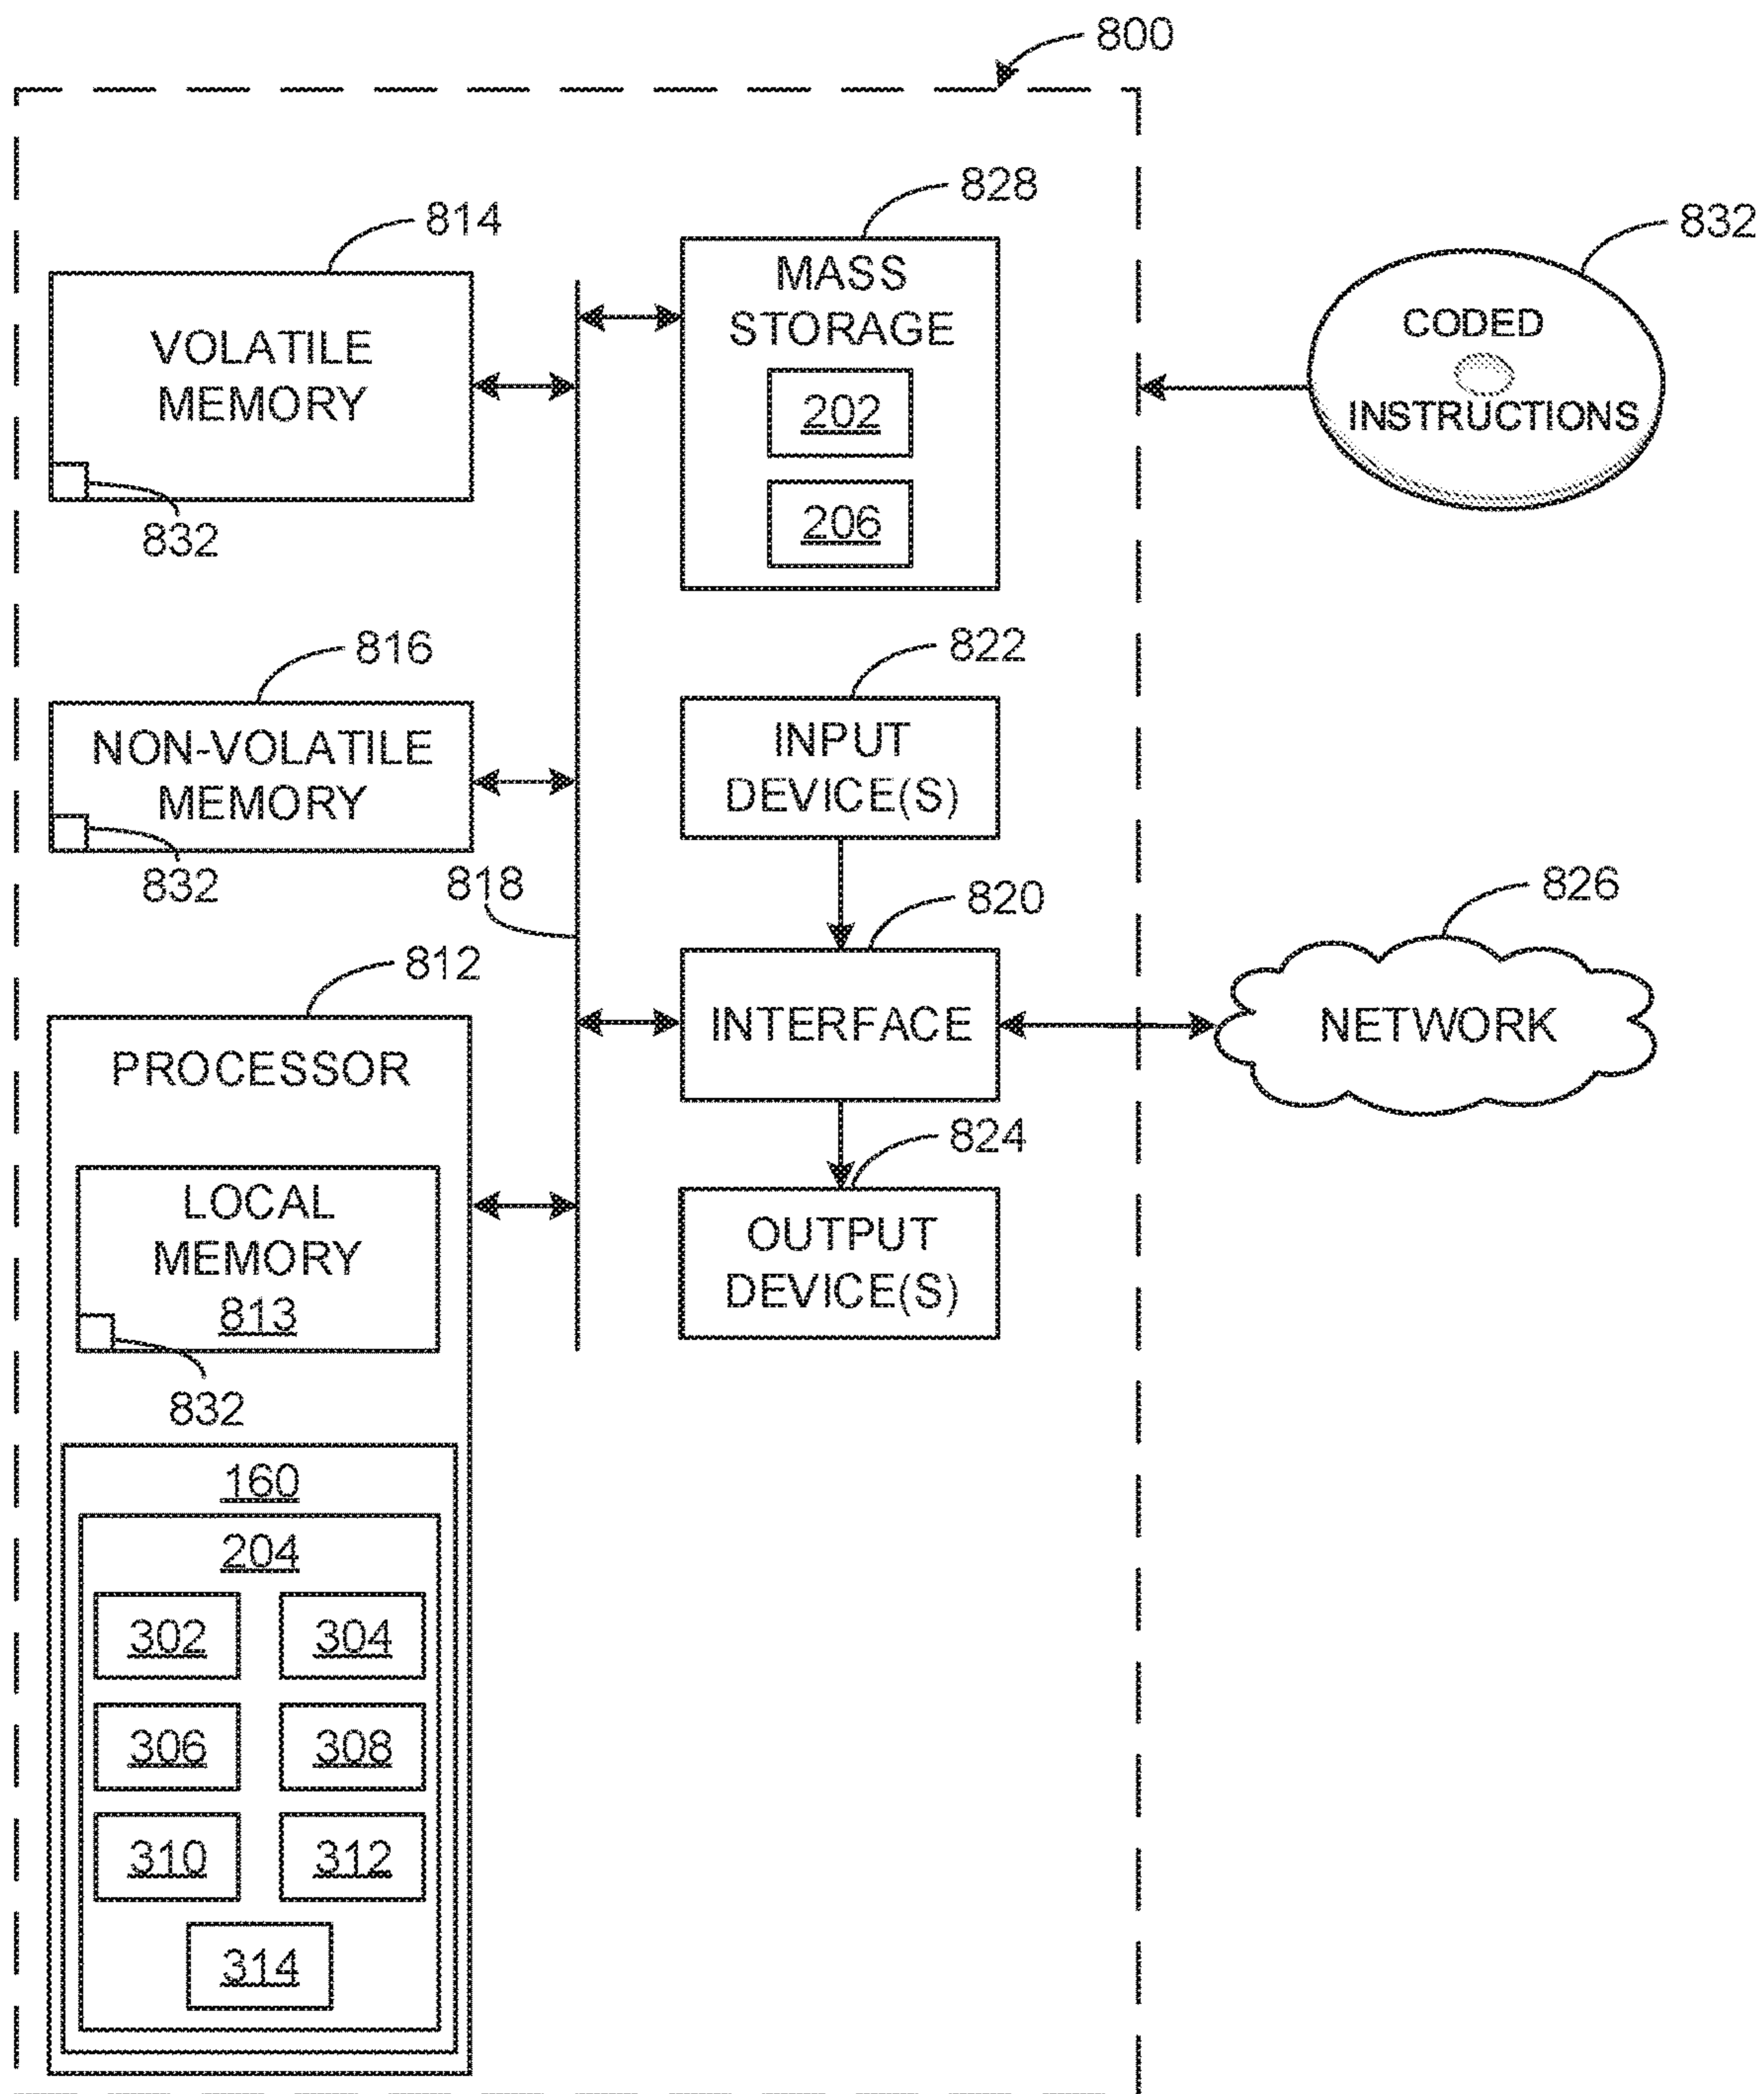 800
828
814
832
MASS
STORAGE
202
206
VOLATILE
MEMORY
832
CODED
INSTRUCTIONS
816
NON-VOLATILE
MEMORY
832
822
INPUT
DEVICE(S)
818
820
INTERFACE
826
NETWORK
812
PROCESSOR
LOCAL
MEMORY
813
832
824
OUTPUT
DEVICE(S)
160
204
302
304
306
308
310
312
314